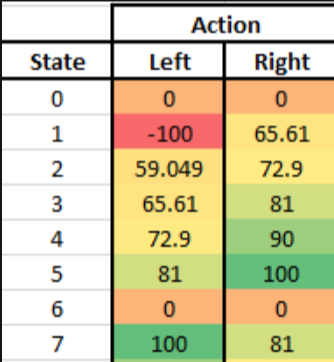 Action
State Left Right
0 0 0
1 -100 65.61
2 59.049 72.9
3 65.61 81
4 72.9 90
5 81 100
6 0 0
7 100 81